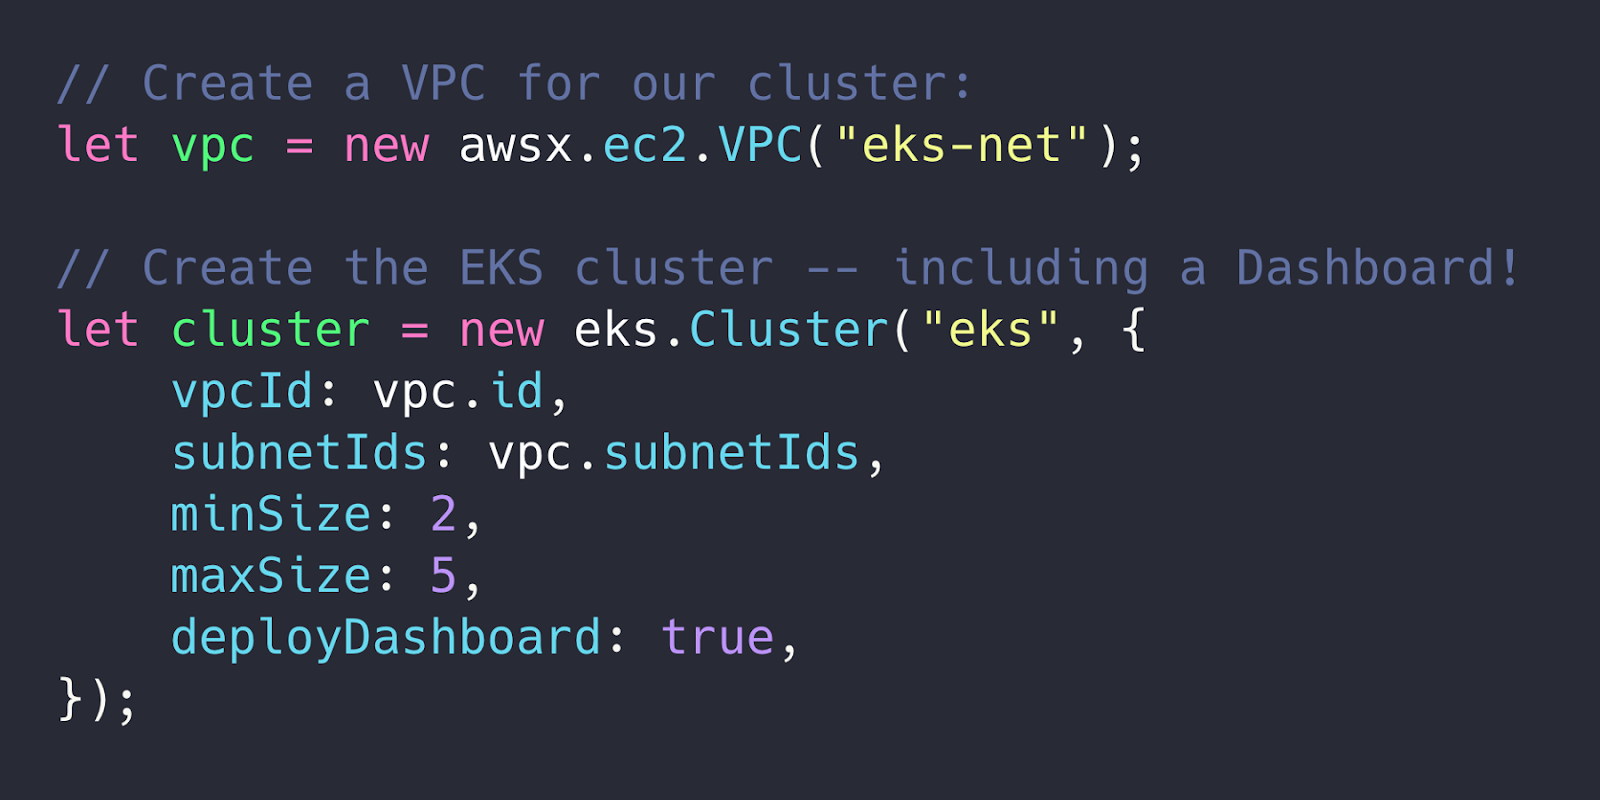 // Create a VPC for our cluster:
let vpc = new awsx.ec2.VPC("eks-net");

// Create the EKS cluster -- including a Dashboard!
let cluster = new eks.Cluster("eks", {
    vpcId: vpc.id,
    subnetIds: vpc.subnetIds,
    minSize: 2,
    maxSize: 5,
    deployDashboard: true,
});